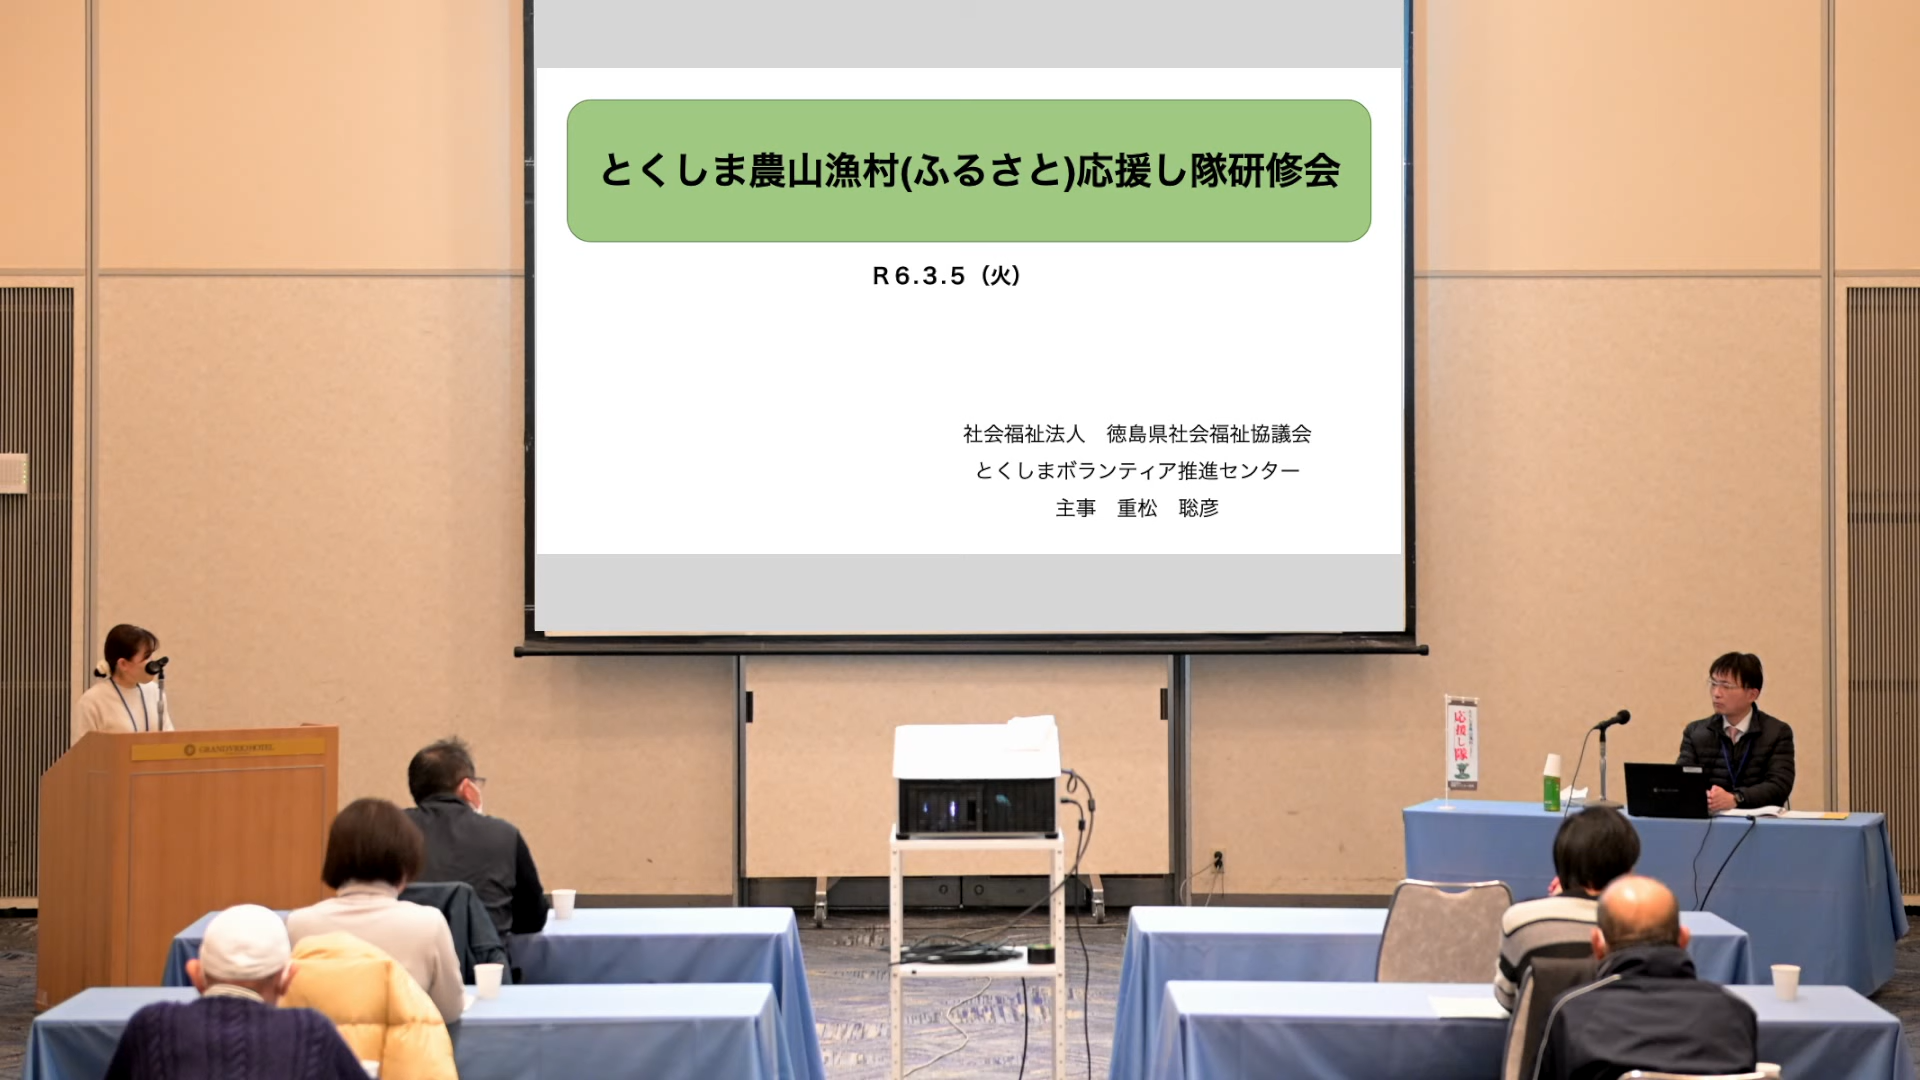 とくしま農山漁村(ふるさと)応援し隊研修会
R6.3.5（火）
社会福祉法人　徳島県社会福祉協議会
とくしまボランティア推進センター
主事　重松　聡彦
GRANDVRIO HOTEL
応援し隊